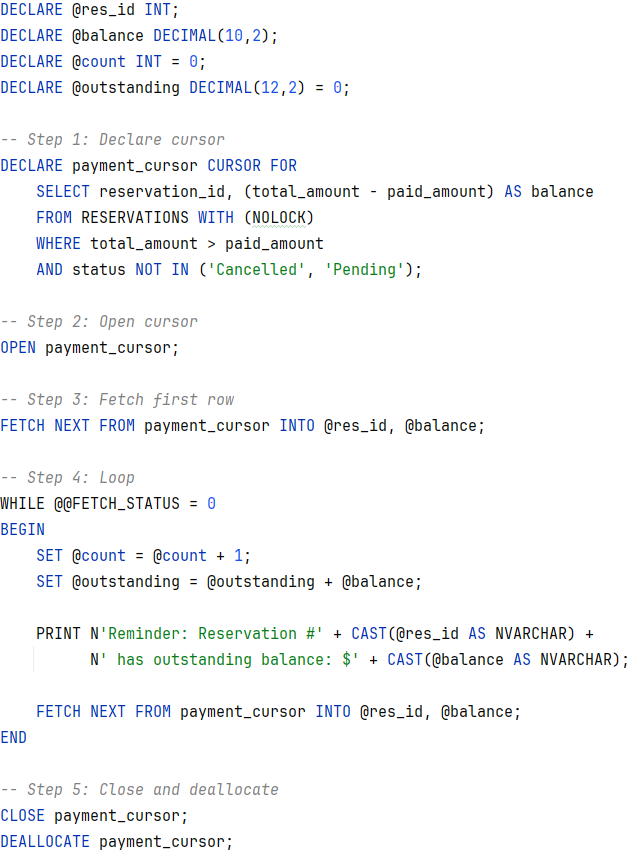 DECLARE @res_id INT;
DECLARE @balance DECIMAL(10,2);
DECLARE @count INT = 0;
DECLARE @outstanding DECIMAL(12,2) = 0;

-- Step 1: Declare cursor
DECLARE payment_cursor CURSOR FOR
    SELECT reservation_id, (total_amount - paid_amount) AS balance
    FROM RESERVATIONS WITH (NOLOCK)
    WHERE total_amount > paid_amount
    AND status NOT IN ('Cancelled', 'Pending');

-- Step 2: Open cursor
OPEN payment_cursor;

-- Step 3: Fetch first row
FETCH NEXT FROM payment_cursor INTO @res_id, @balance;

-- Step 4: Loop
WHILE @@FETCH_STATUS = 0
BEGIN
    SET @count = @count + 1;
    SET @outstanding = @outstanding + @balance;

    PRINT N'Reminder: Reservation #' + CAST(@res_id AS NVARCHAR) +
          N' has outstanding balance: $' + CAST(@balance AS NVARCHAR);

    FETCH NEXT FROM payment_cursor INTO @res_id, @balance;
END

-- Step 5: Close and deallocate
CLOSE payment_cursor;
DEALLOCATE payment_cursor;